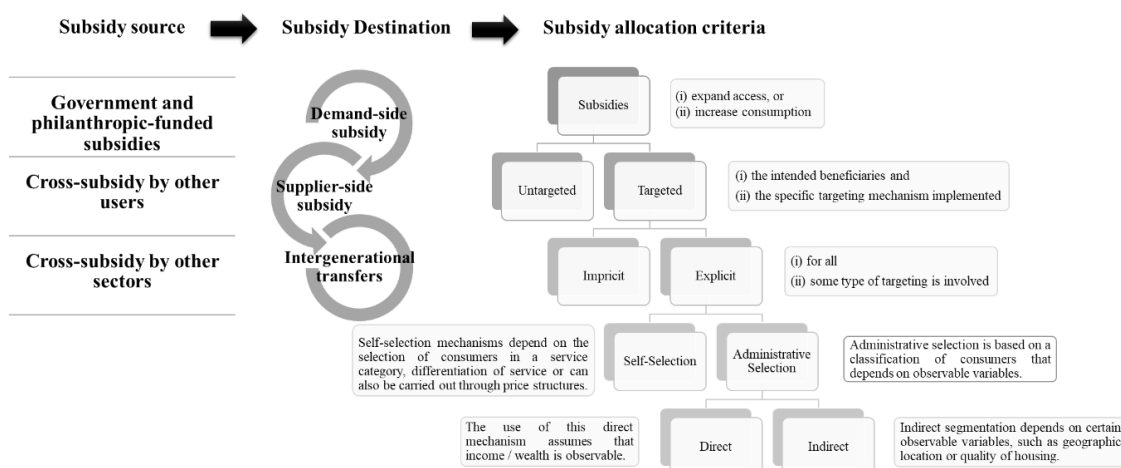 Subsidy source
Subsidy Destination
Subsidy allocation criteria
Government and
philanthropic-funded
subsidies
Cross-subsidy by other
users
Cross-subsidy by other
sectors
Demand-side
subsidy
Supplier-side
subsidy
Intergenerational
transfers
Subsidies
(i) expand access, or
(ii) increase consumption
Untargeted
Targeted
(i) the intended beneficiaries and
(ii) the specific targeting mechanism implemented
Impricit
Explicit
(i) for all
(ii) some type of targeting is involved
Self-selection mechanisms depend on the
selection of consumers in a service
category, differentiation of service or can
also be carried out through price structures.
Self-Selection
Administrative
Selection
Administrative selection is based on a
classification of consumers that
depends on observable variables.
The use of this direct
mechanism assumes that
income / wealth is observable.
Direct
Indirect
Indirect segmentation depends on certain
observable variables, such as geographic
location or quality of housing.